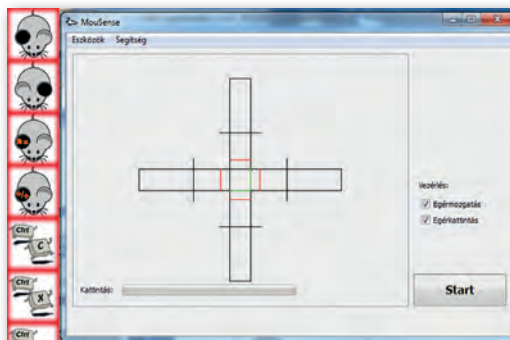 MouSense
Eszközök Segítség
Vezérlés:
Egérmozgatás
Egérkattintás
Kattintás:
Start
Ctrl
C
Ctrl
X
Ctrl